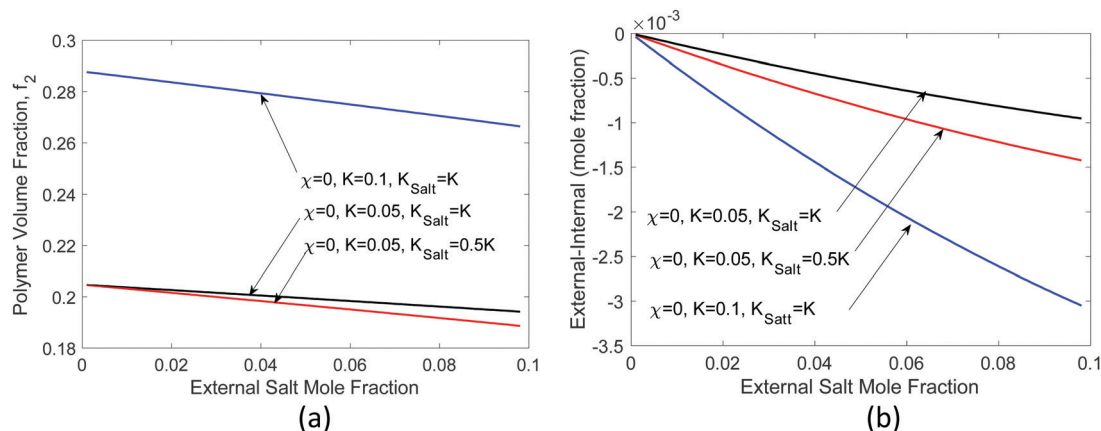 0.3
0.28
0.26
0.24
0.22
0.2
0.18
Polymer Volume Fraction, f2
χ=0, K=0.1, KSalt=K
χ=0, K=0.05, KSalt=K
χ=0, K=0.05, KSalt=0.5K
0 0.02 0.04 0.06 0.08 0.1
External Salt Mole Fraction
(a)
×10-3
0
-0.5
-1
-1.5
-2
-2.5
-3
-3.5
External-Internal (mole fraction)
χ=0, K=0.05, KSalt=K
χ=0, K=0.05, KSalt=0.5K
χ=0, K=0.1, KSatt=K
0 0.02 0.04 0.06 0.08 0.1
External Salt Mole Fraction
(b)